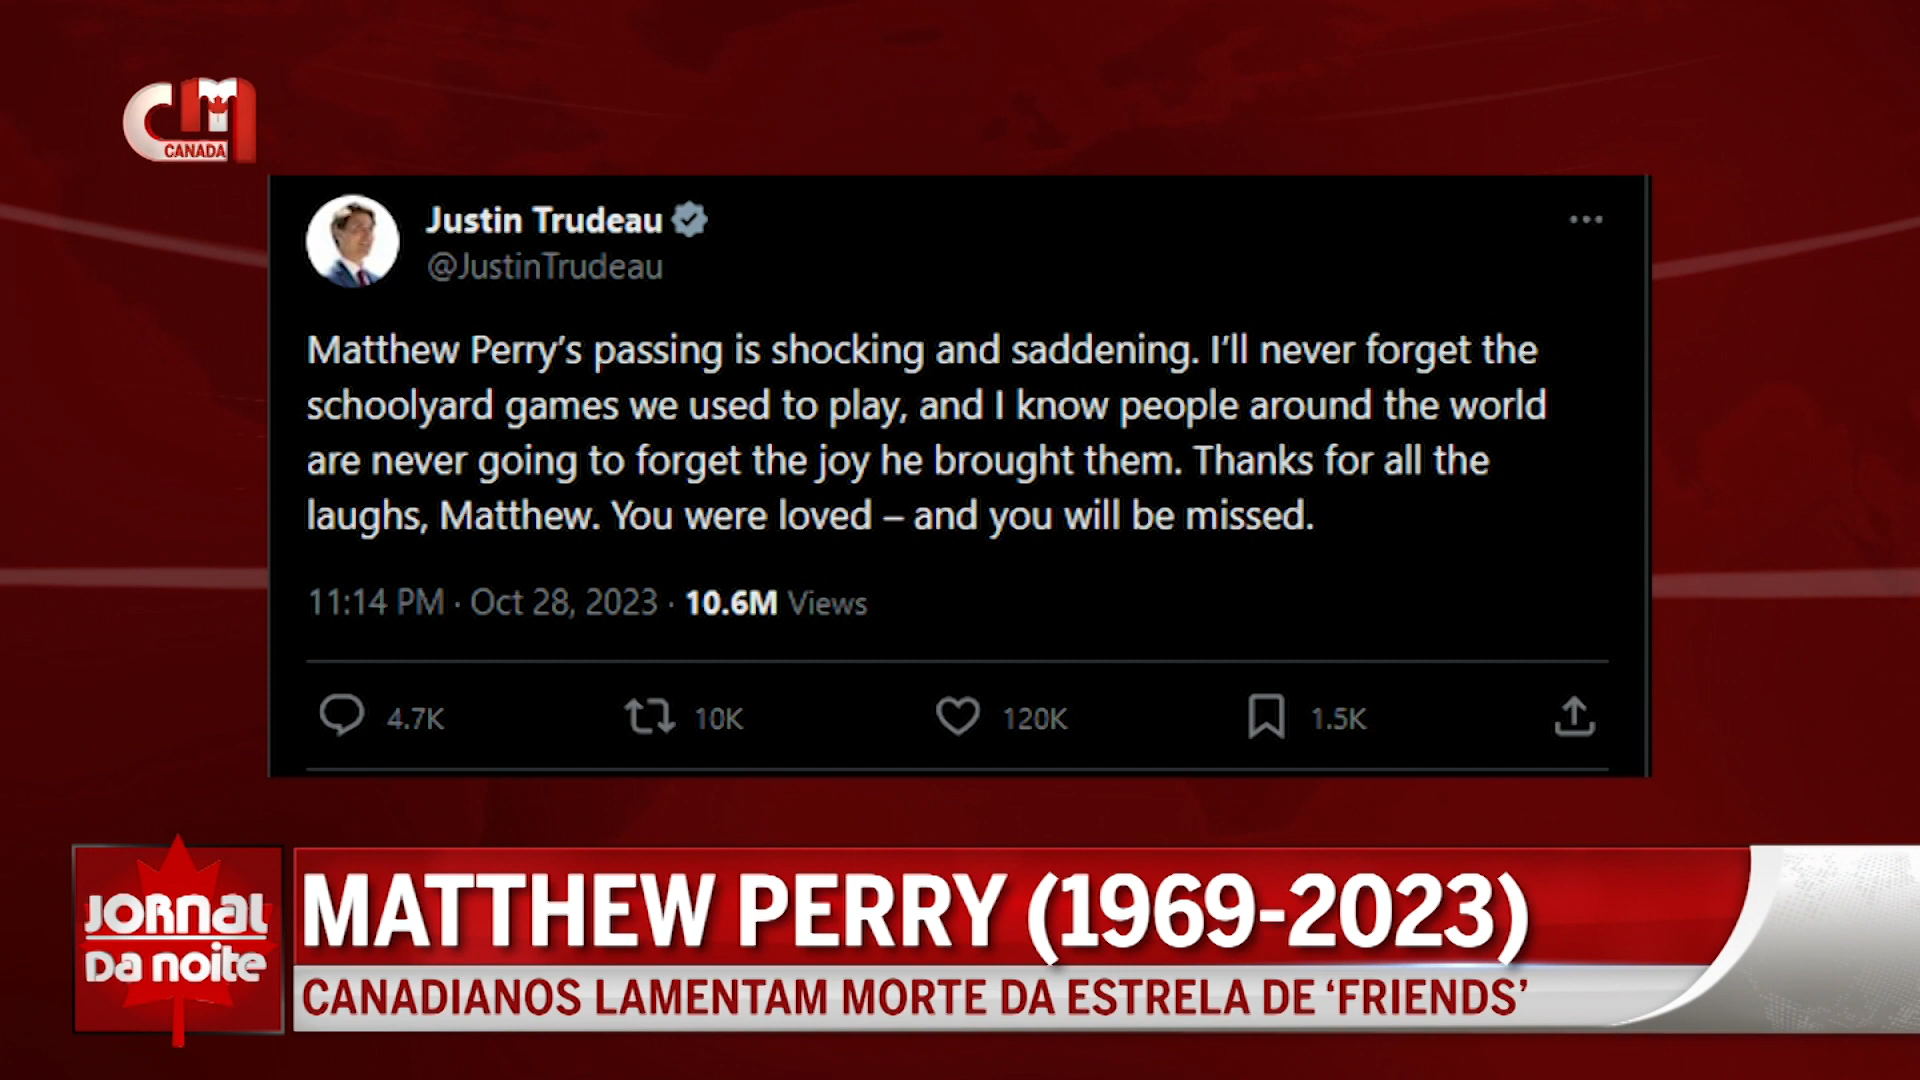 CM
CANADA
Justin Trudeau
@JustinTrudeau
Matthew Perry’s passing is shocking and saddening. I’ll never forget the
schoolyard games we used to play, and I know people around the world
are never going to forget the joy he brought them. Thanks for all the
laughs, Matthew. You were loved – and you will be missed.
11:14 PM · Oct 28, 2023 · 10.6M Views
4.7K 10K 120K 1.5K
JORNAL
DA NOITE
MATTHEW PERRY (1969-2023)
CANADIANOS LAMENTAM MORTE DA ESTRELA DE ‘FRIENDS’